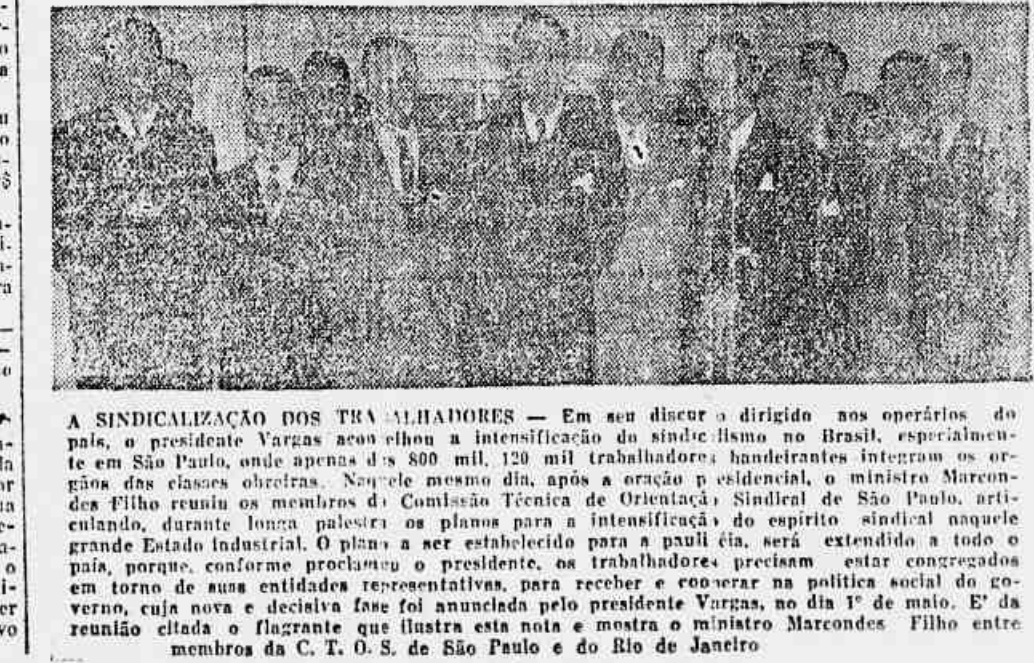 A SINDICALIZAÇÃO DOS TRABALHADORES — Em seu discurso dirigido aos operários do
país, o presidente Vargas aconselhou a intensificação do sindicalismo no Brasil, especialmen-
te em São Paulo, onde apenas dos 800 mil, 120 mil trabalhadores bandeirantes integram os or-
gãos das classes obreiras. Naquele mesmo dia, após a oração presidencial, o ministro Marcon-
des Filho reuniu os membros da Comissão Técnica de Orientação Sindical de São Paulo, arti-
culando, durante longa palestra os planos para a intensificação do espírito sindical naquele
grande Estado industrial. O plano a ser estabelecido para a paulicéia, será extendido a todo o
país, porque, conforme proclamou o presidente, os trabalhadores precisam estar congregados
em torno de suas entidades representativas, para receber e cooperar na política social do go-
verno, cuja nova e decisiva fase foi anunciada pelo presidente Vargas, no dia 1º de maio. E' da
reunião citada o flagrante que ilustra esta nota e mostra o ministro Marcondes Filho entre
membros da C. T. O. S. de São Paulo e do Rio de Janeiro